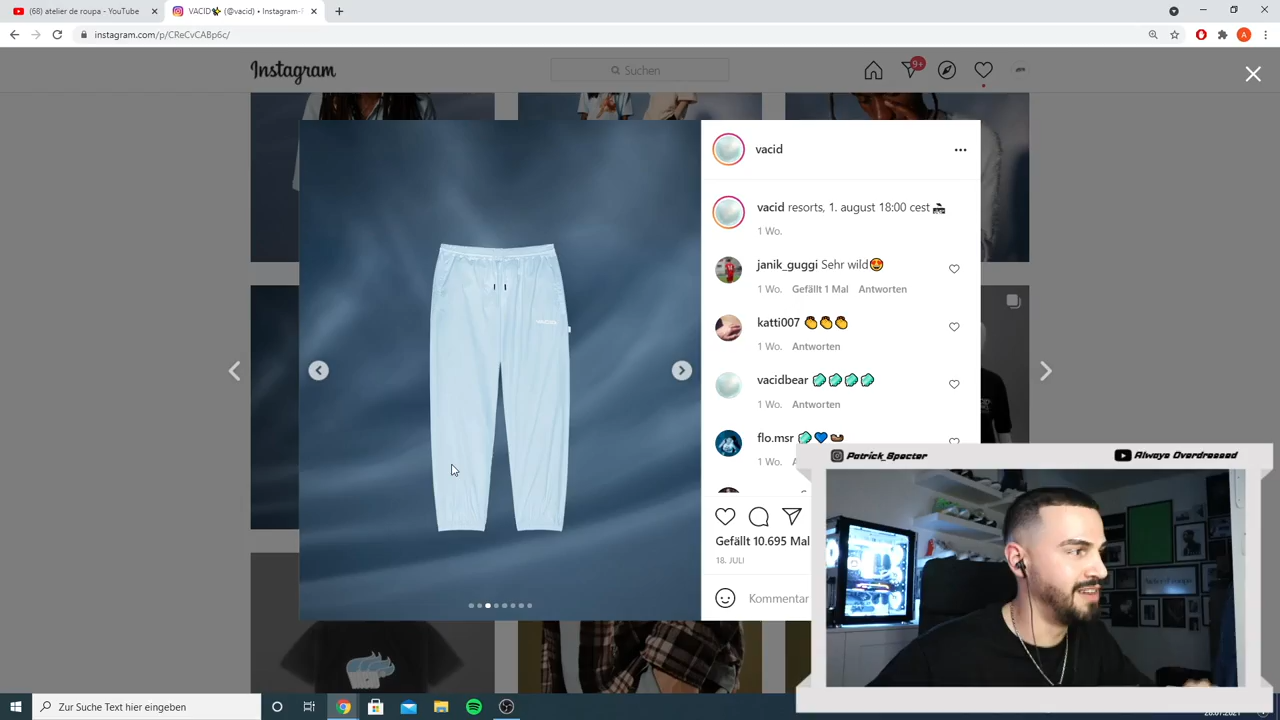 (68) atelier de roupa - YouTube
VACID (@vacid) • Instagram-
instagram.com/p/CReCvCABp6c/
Instagram
Suchen
9+
vacid
vacid resorts, 1. august 18:00 cest
1 Wo.
janik_guggi Sehr wild
1 Wo. Gefällt 1 Mal Antworten
katti007
1 Wo. Antworten
vacidbear
1 Wo. Antworten
flo.msr
1 Wo.
Gefällt 10.695 Mal
18. JULI
Kommentar
Patrick_Specter
Always Overdressed
Zur Suche Text hier eingeben